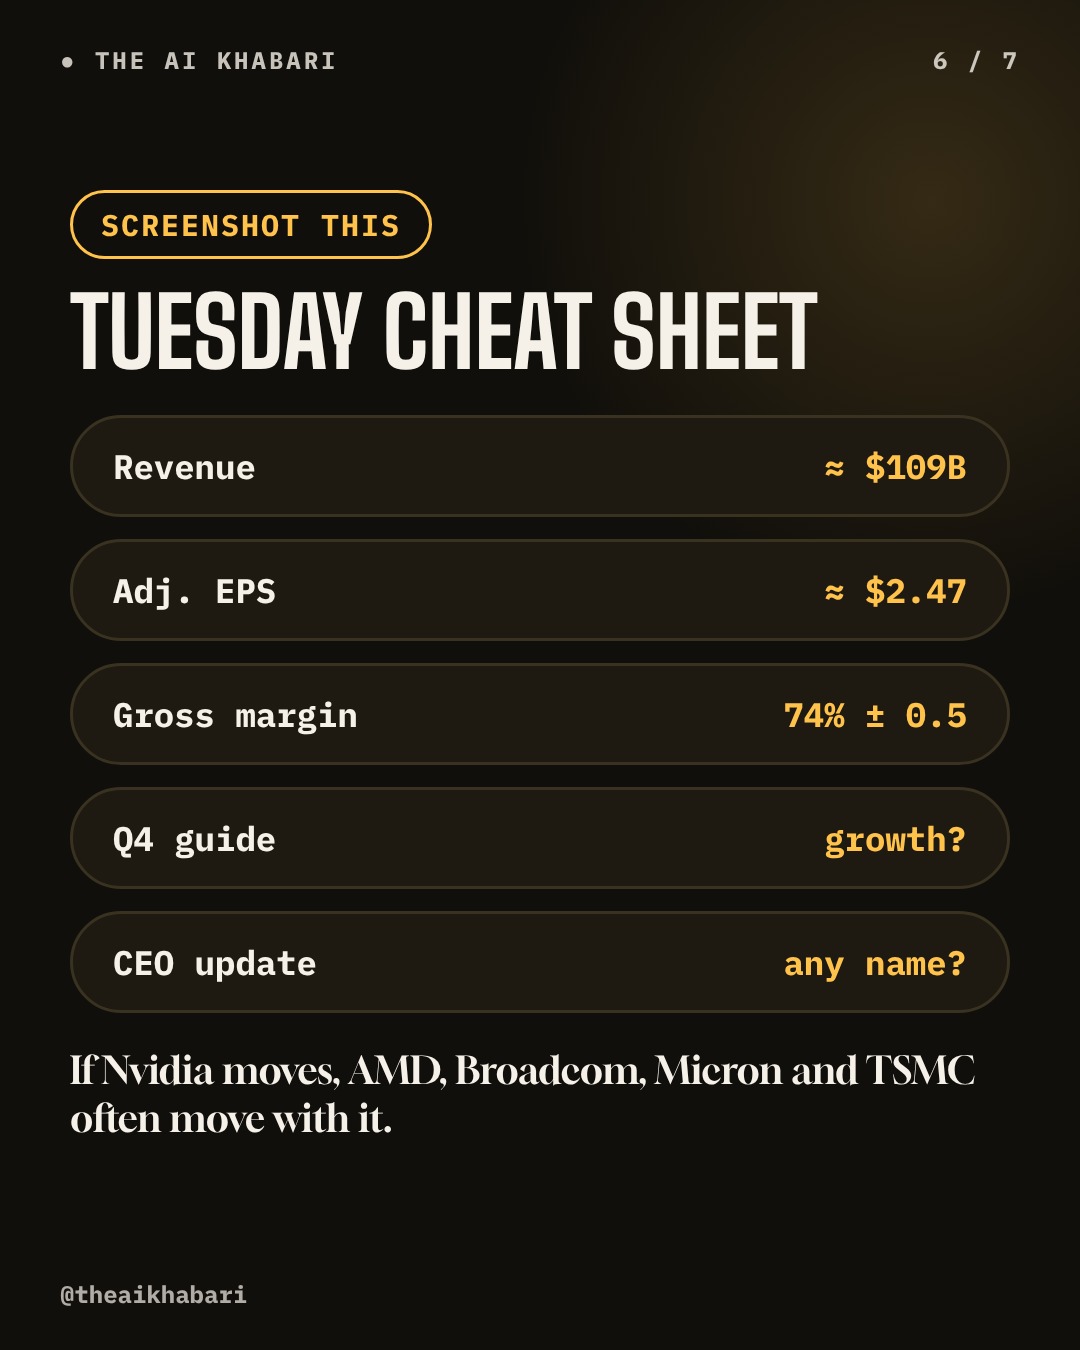 • THE AI KHABARI
6 / 7
SCREENSHOT THIS
TUESDAY CHEAT SHEET
Revenue ≈ $109B
Adj. EPS ≈ $2.47
Gross margin 74% ± 0.5
Q4 guide growth?
CEO update any name?
If Nvidia moves, AMD, Broadcom, Micron and TSMC
often move with it.
@theaikhabari